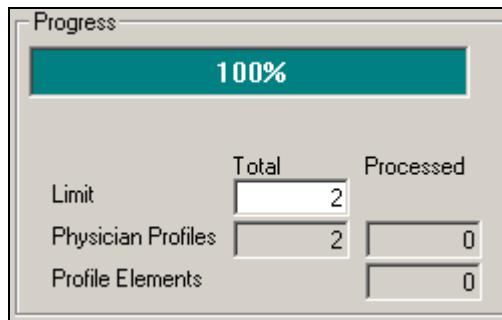 Progress
100%
Total Processed
Limit 2
Physician Profiles 2 0
Profile Elements 0